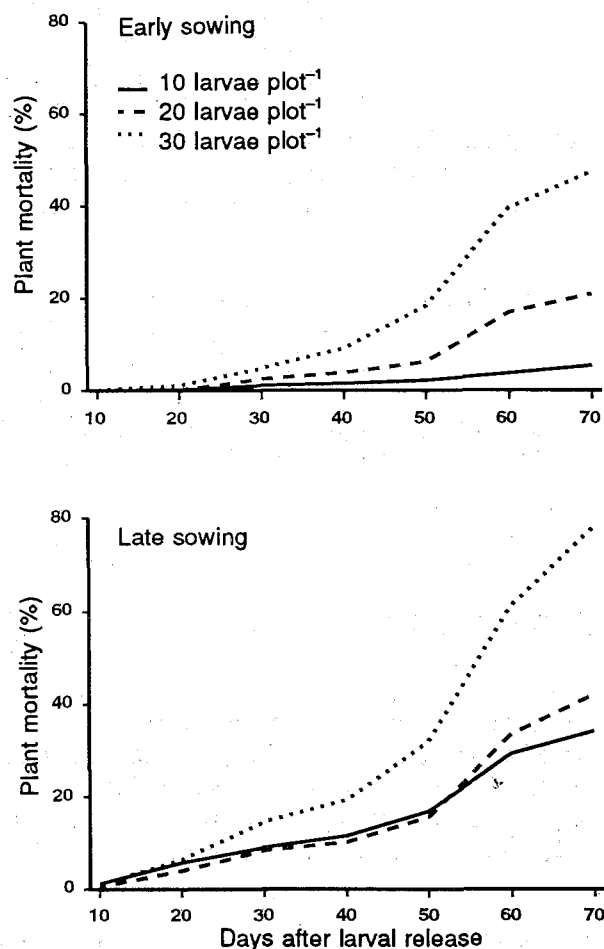 Early sowing
10 larvae plot⁻¹
20 larvae plot⁻¹
30 larvae plot⁻¹
Plant mortality (%)
80
60
40
20
0
10 20 30 40 50 60 70
Late sowing
Plant mortality (%)
80
60
40
20
0
10 20 30 40 50 60 70
Days after larval release